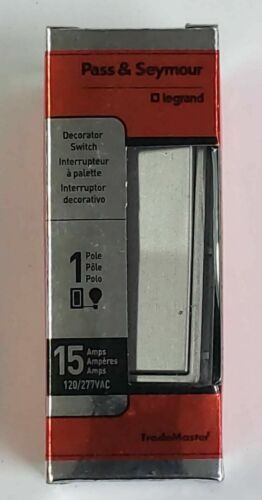 Pass & Seymour
legrand
Decorator
Switch
Interrupteur
à palette
Interruptor
decorativo
1 Pole
Pôle
Polo
15 Amps
Ampères
Amps
120/277VAC
TradeMaster